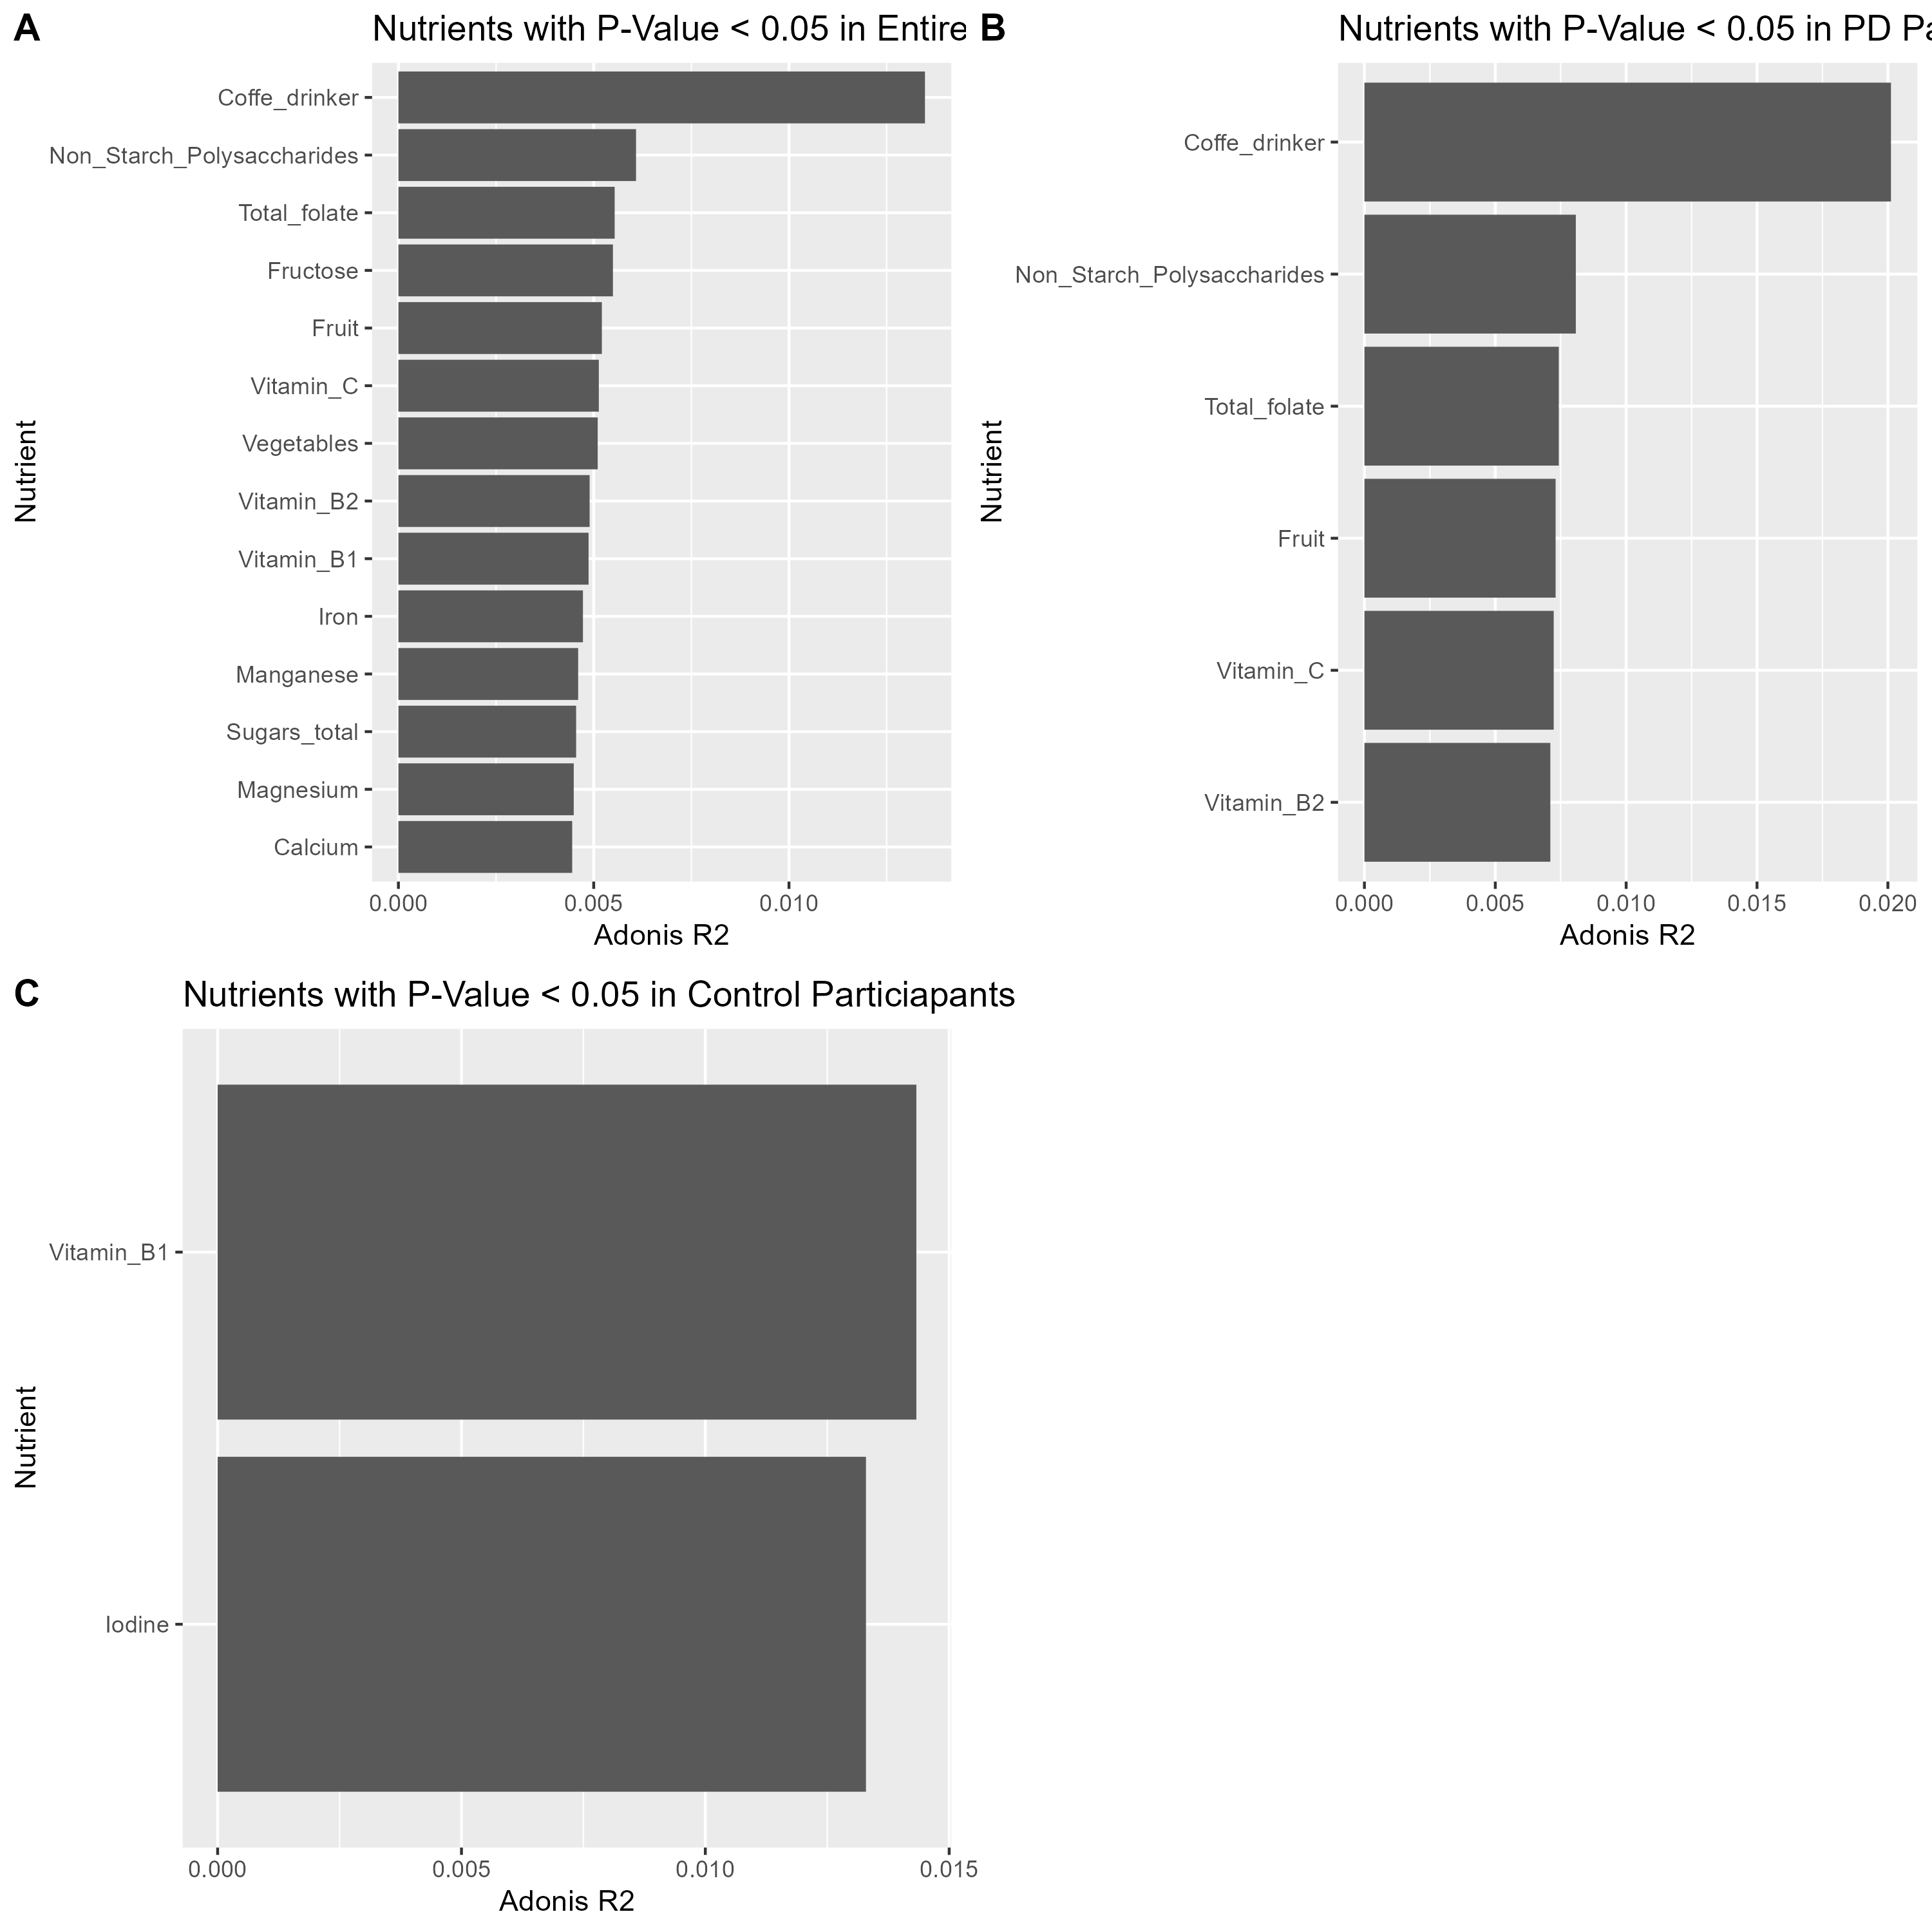 A
Nutrients with P-Value < 0.05 in Entire
Nutrient
Coffe_drinker
Non_Starch_Polysaccharides
Total_folate
Fructose
Fruit
Vitamin_C
Vegetables
Vitamin_B2
Vitamin_B1
Iron
Manganese
Sugars_total
Magnesium
Calcium
0.000 0.005 0.010
Adonis R2
B
Nutrients with P-Value < 0.05 in PD
Nutrient
Coffe_drinker
Non_Starch_Polysaccharides
Total_folate
Fruit
Vitamin_C
Vitamin_B2
0.000 0.005 0.010 0.015 0.020
Adonis R2
C
Nutrients with P-Value < 0.05 in Control Particiapants
Nutrient
Vitamin_B1
Iodine
0.000 0.005 0.010 0.015
Adonis R2